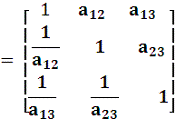 = [ 1 a₁₂ a₁₃
1/a₁₂ 1 a₂₃
1/a₁₃ 1/a₂₃ 1 ]